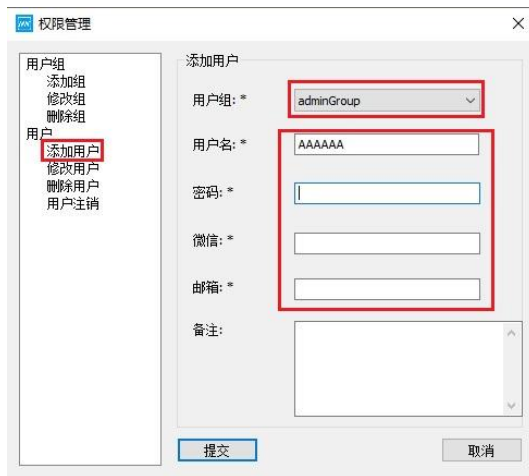 权限管理
用户组
添加组
修改组
删除组
用户
添加用户
修改用户
删除用户
用户注销
添加用户
用户组: *
adminGroup
用户名: *
AAAAAA
密码: *
微信: *
邮箱: *
备注:
提交
取消